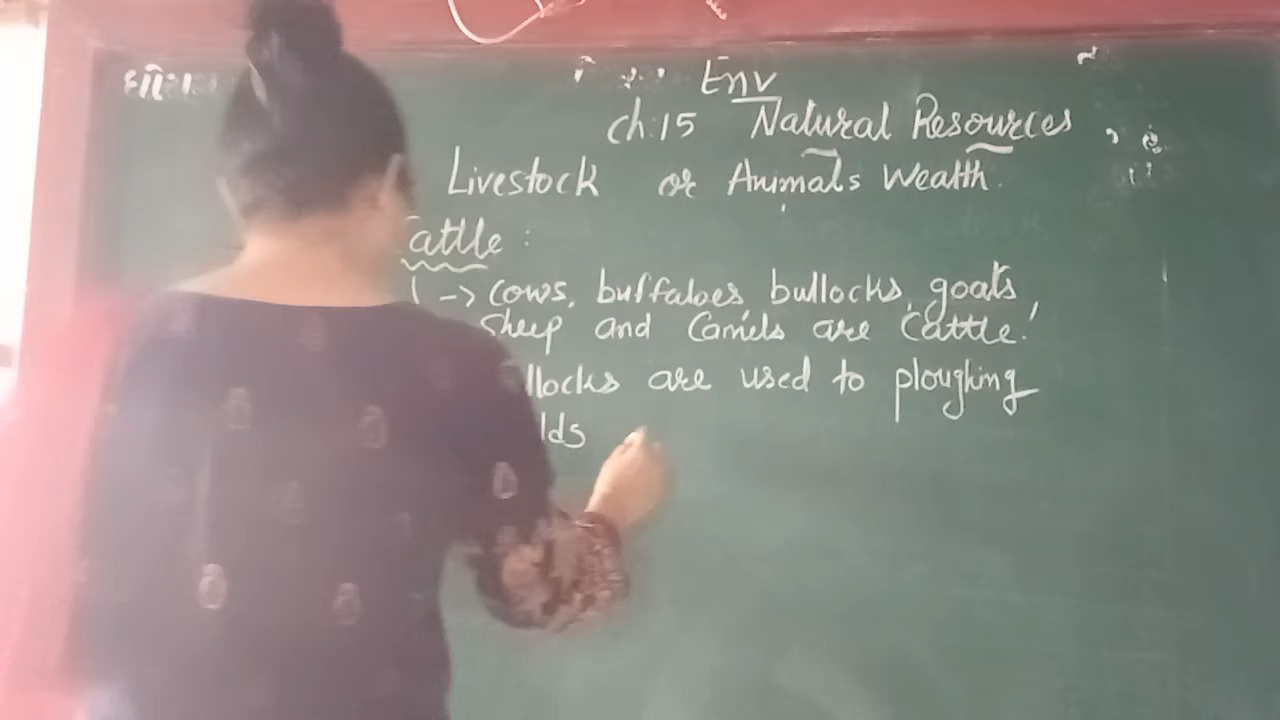 Env
ch:15 Natural Resources
Livestock or Animals Wealth.
attle :
-> Cows, buffaloes, bullocks, goats,
Sheep and Camels are Cattle.
llocks are used to ploughing
lds